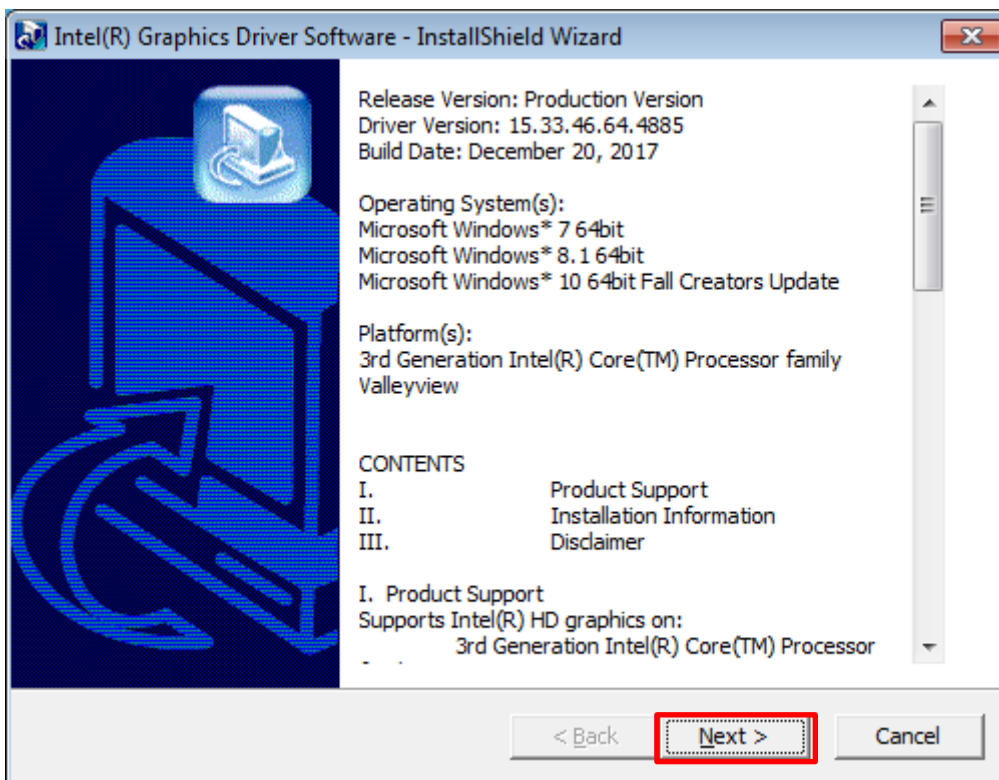 Intel(R) Graphics Driver Software - InstallShield Wizard
Release Version: Production Version
Driver Version: 15.33.46.64.4885
Build Date: December 20, 2017
Operating System(s):
Microsoft Windows* 7 64bit
Microsoft Windows* 8.1 64bit
Microsoft Windows* 10 64bit Fall Creators Update
Platform(s):
3rd Generation Intel(R) Core(TM) Processor family
Valleyview
CONTENTS
I. Product Support
II. Installation Information
III. Disclaimer
I. Product Support
Supports Intel(R) HD graphics on:
3rd Generation Intel(R) Core(TM) Processor
< Back Next > Cancel